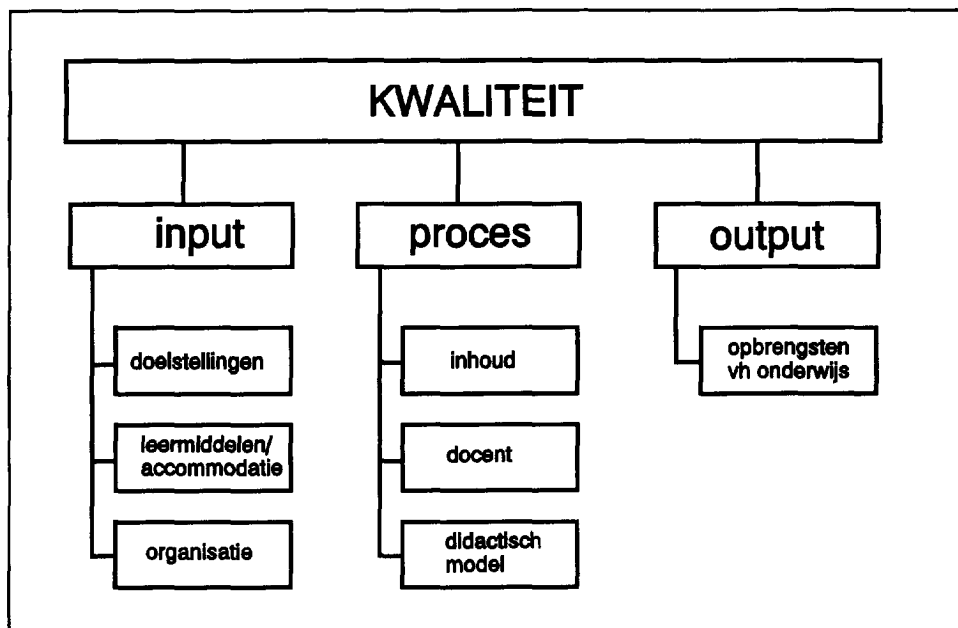 KWALITEIT
input
proces
output
doelstellingen
leermiddelen/
accommodatie
organisatie
inhoud
docent
didactisch
model
opbrengsten
vh onderwijs